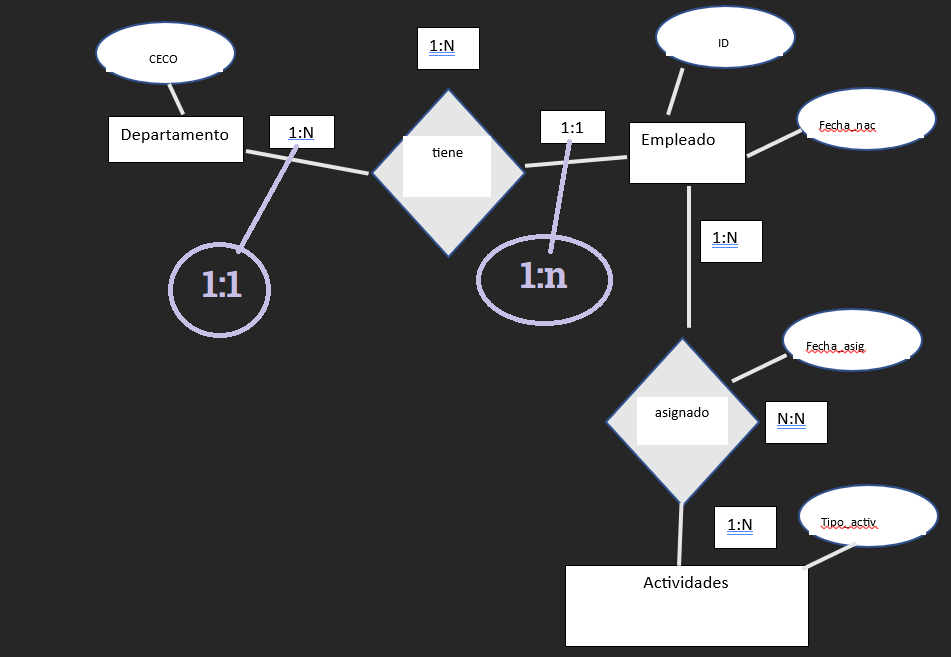 CECO
1:N
ID
Departamento
1:N
tiene
1:1
Empleado
Fecha_nac
1:1
1:n
1:N
Fecha_asig
asignado
N:N
1:N
Tipo_activ
Actividades